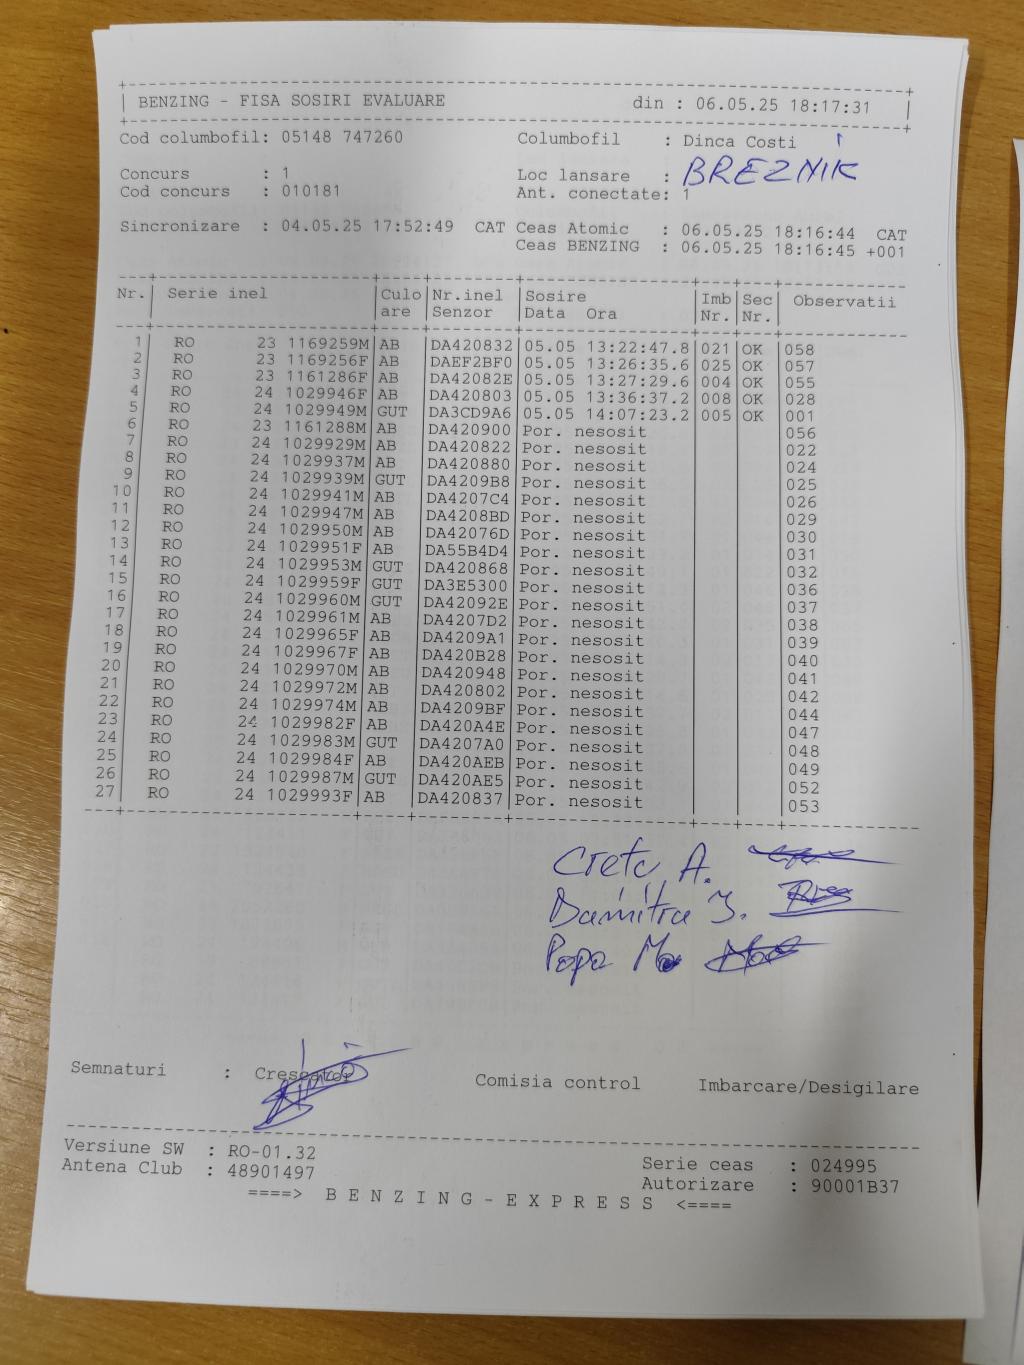 BENZING - FISA SOSIRI EVALUARE din : 06.05.25 18:17:31
Cod columbofil: 05148 747260 Columbofil : Dinca Costi
Concurs : 1 Loc lansare : BREZNIK
Cod concurs : 010181 Ant. conectate: 1
Sincronizare : 04.05.25 17:52:49 CAT Ceas Atomic : 06.05.25 18:16:44 CAT
Ceas BENZING : 06.05.25 18:16:45 +001
Nr. Serie inel Culo Nr.inel Sosire Imb Sec Observatii
are Senzor Data Ora Nr. Nr.
1 RO 23 1169259M AB DA420832 05.05 13:22:47.8 021 OK 058
2 RO 23 1169256F AB DAEF2BF0 05.05 13:26:35.6 025 OK 057
3 RO 23 1161286F AB DA42082E 05.05 13:27:29.6 004 OK 055
4 RO 24 1029946F AB DA420803 05.05 13:36:37.2 008 OK 028
5 RO 24 1029949M GUT DA3CD9A6 05.05 14:07:23.2 005 OK 001
6 RO 23 1161288M AB DA420900 Por. nesosit 056
7 RO 24 1029929M AB DA420822 Por. nesosit 022
8 RO 24 1029937M AB DA420880 Por. nesosit 024
9 RO 24 1029939M GUT DA4209B8 Por. nesosit 025
10 RO 24 1029941M AB DA4207C4 Por. nesosit 026
11 RO 24 1029947M AB DA4208BD Por. nesosit 029
12 RO 24 1029950M AB DA42076D Por. nesosit 030
13 RO 24 1029951F AB DA55B4D4 Por. nesosit 031
14 RO 24 1029953M GUT DA420868 Por. nesosit 032
15 RO 24 1029959F GUT DA3E5300 Por. nesosit 036
16 RO 24 1029960M GUT DA42092E Por. nesosit 037
17 RO 24 1029961M AB DA4207D2 Por. nesosit 038
18 RO 24 1029965F AB DA4209A1 Por. nesosit 039
19 RO 24 1029967F AB DA420B28 Por. nesosit 040
20 RO 24 1029970M AB DA420948 Por. nesosit 041
21 RO 24 1029972M AB DA420802 Por. nesosit 042
22 RO 24 1029974M AB DA4209BF Por. nesosit 044
23 RO 24 1029982F AB DA420A4E Por. nesosit 047
24 RO 24 1029983M GUT DA4207A0 Por. nesosit 048
25 RO 24 1029984F AB DA420AEB Por. nesosit 049
26 RO 24 1029987M GUT DA420AE5 Por. nesosit 052
27 RO 24 1029993F AB DA420837 Por. nesosit 053
Cretc A.
Dumitra J.
Popa
Semnaturi : Crescator Comisia control Imbarcare/Desigilare
Versiune SW : RO-01.32 Serie ceas : 024995
Antena Club : 48901497 Autorizare : 90001B37
====> BENZING-EXPRESS <====